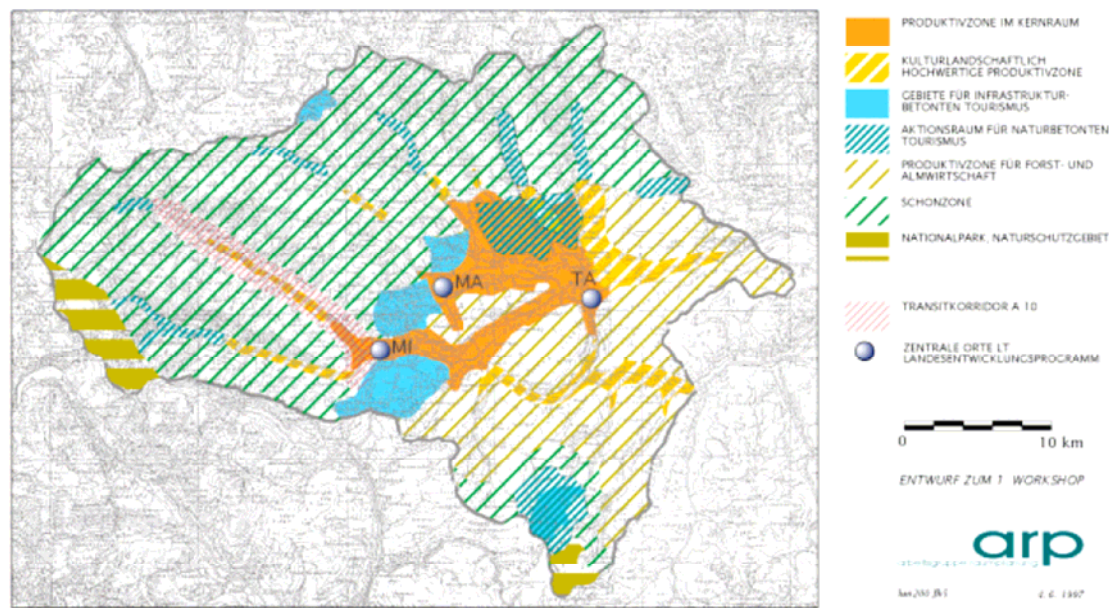 MA
TA
MI
PRODUKTIVZONE IM KERNRAUM
KULTURLANDSCHAFTLICH
HOCHWERTIGE PRODUKTIVZONE
GEBIETE FÜR INFRASTRUKTUR-
BETONTEN TOURISMUS
AKTIONSRAUM FÜR NATURBETONTEN
TOURISMUS
PRODUKTIVZONE FÜR FORST- UND
ALMWIRTSCHAFT
SCHONZONE
NATIONALPARK, NATURSCHUTZGEBIET
TRANSITKORRIDOR A 10
ZENTRALE ORTE LT
LANDESENTWICKLUNGSPROGRAMM
0 10 km
ENTWURF ZUM 1 WORKSHOP
arp
1997